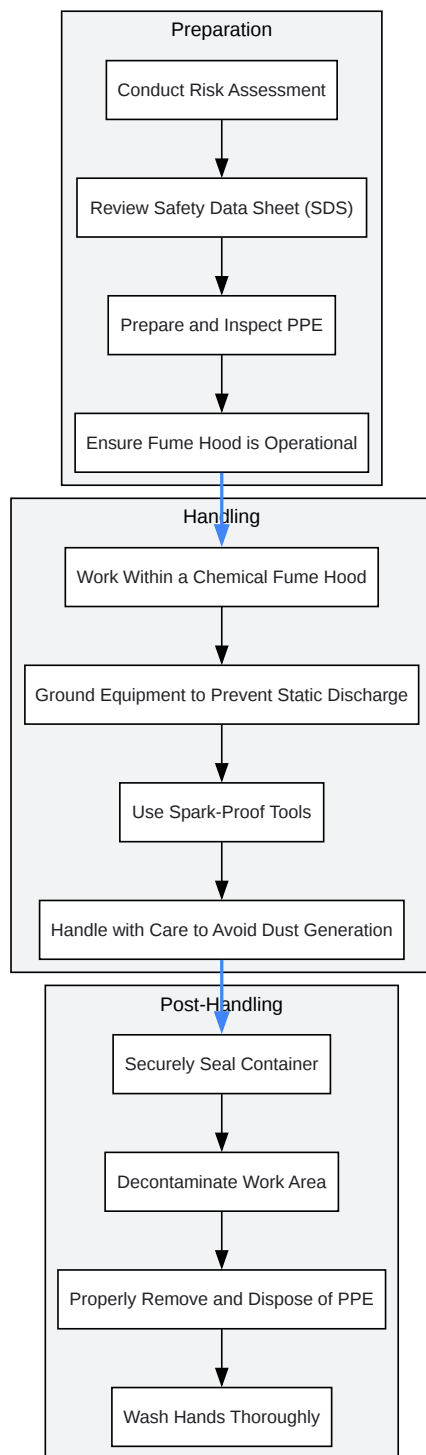 Preparation
Conduct Risk Assessment
Review Safety Data Sheet (SDS)
Prepare and Inspect PPE
Ensure Fume Hood is Operational
Handling
Work Within a Chemical Fume Hood
Ground Equipment to Prevent Static Discharge
Use Spark-Proof Tools
Handle with Care to Avoid Dust Generation
Post-Handling
Securely Seal Container
Decontaminate Work Area
Properly Remove and Dispose of PPE
Wash Hands Thoroughly